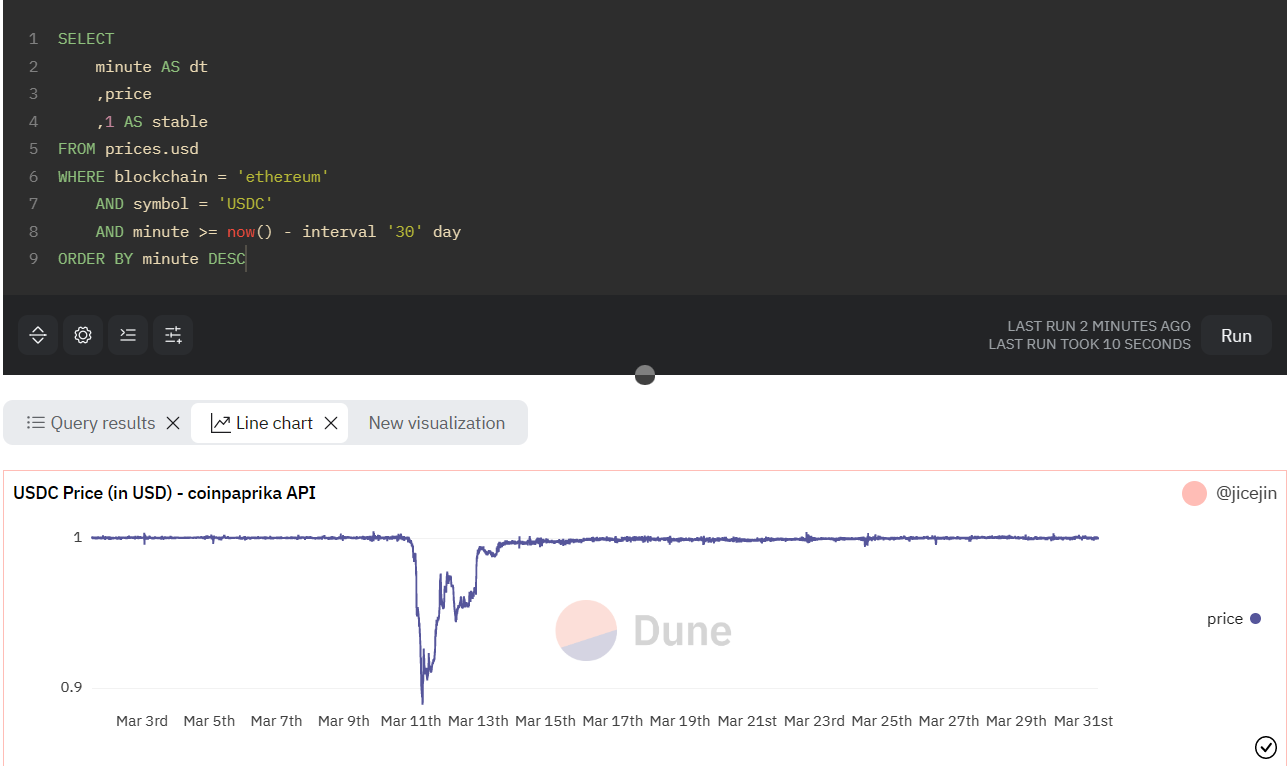 1 SELECT
2 minute AS dt
3 ,price
4 ,1 AS stable
5 FROM prices.usd
6 WHERE blockchain = 'ethereum'
7 AND symbol = 'USDC'
8 AND minute >= now() - interval '30' day
9 ORDER BY minute DESC
LAST RUN 2 MINUTES AGO
LAST RUN TOOK 10 SECONDS
Run
Query results
Line chart
New visualization
USDC Price (in USD) - coinpaprika API
@jicejin
1
Dune
price
0.9
Mar 3rd Mar 5th Mar 7th Mar 9th Mar 11th Mar 13th Mar 15th Mar 17th Mar 19th Mar 21st Mar 23rd Mar 25th Mar 27th Mar 29th Mar 31st